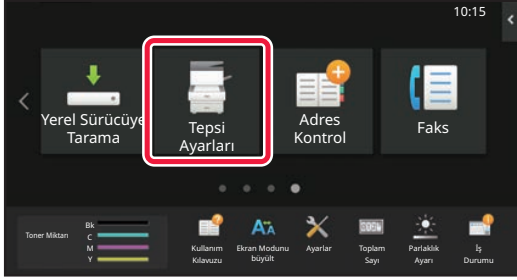 10:15
Yerel Sürücüye
Tarama
Tepsi
Ayarları
Adres
Kontrol
Faks
Toner Miktarı
Bk
C
M
Y
Kullanım
Kılavuzu
Ekran Modunu
büyült
Ayarlar
Toplam
Sayı
Parlaklık
Ayarı
İş
Durumu